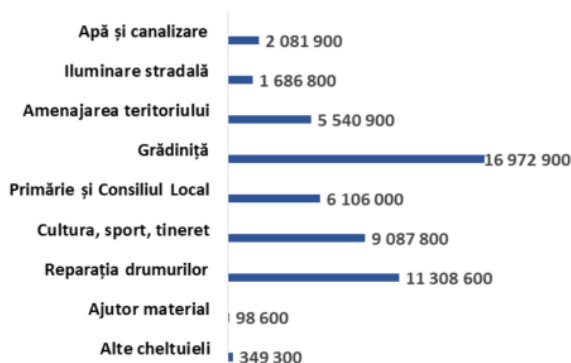 Apă și canalizare
2 081 900
Iluminare stradală
1 686 800
Amenajarea teritoriului
5 540 900
Grădiniță
16 972 900
Primărie și Consiliul Local
6 106 000
Cultura, sport, tineret
9 087 800
Reparația drumurilor
11 308 600
Ajutor material
98 600
Alte cheltuieli
349 300